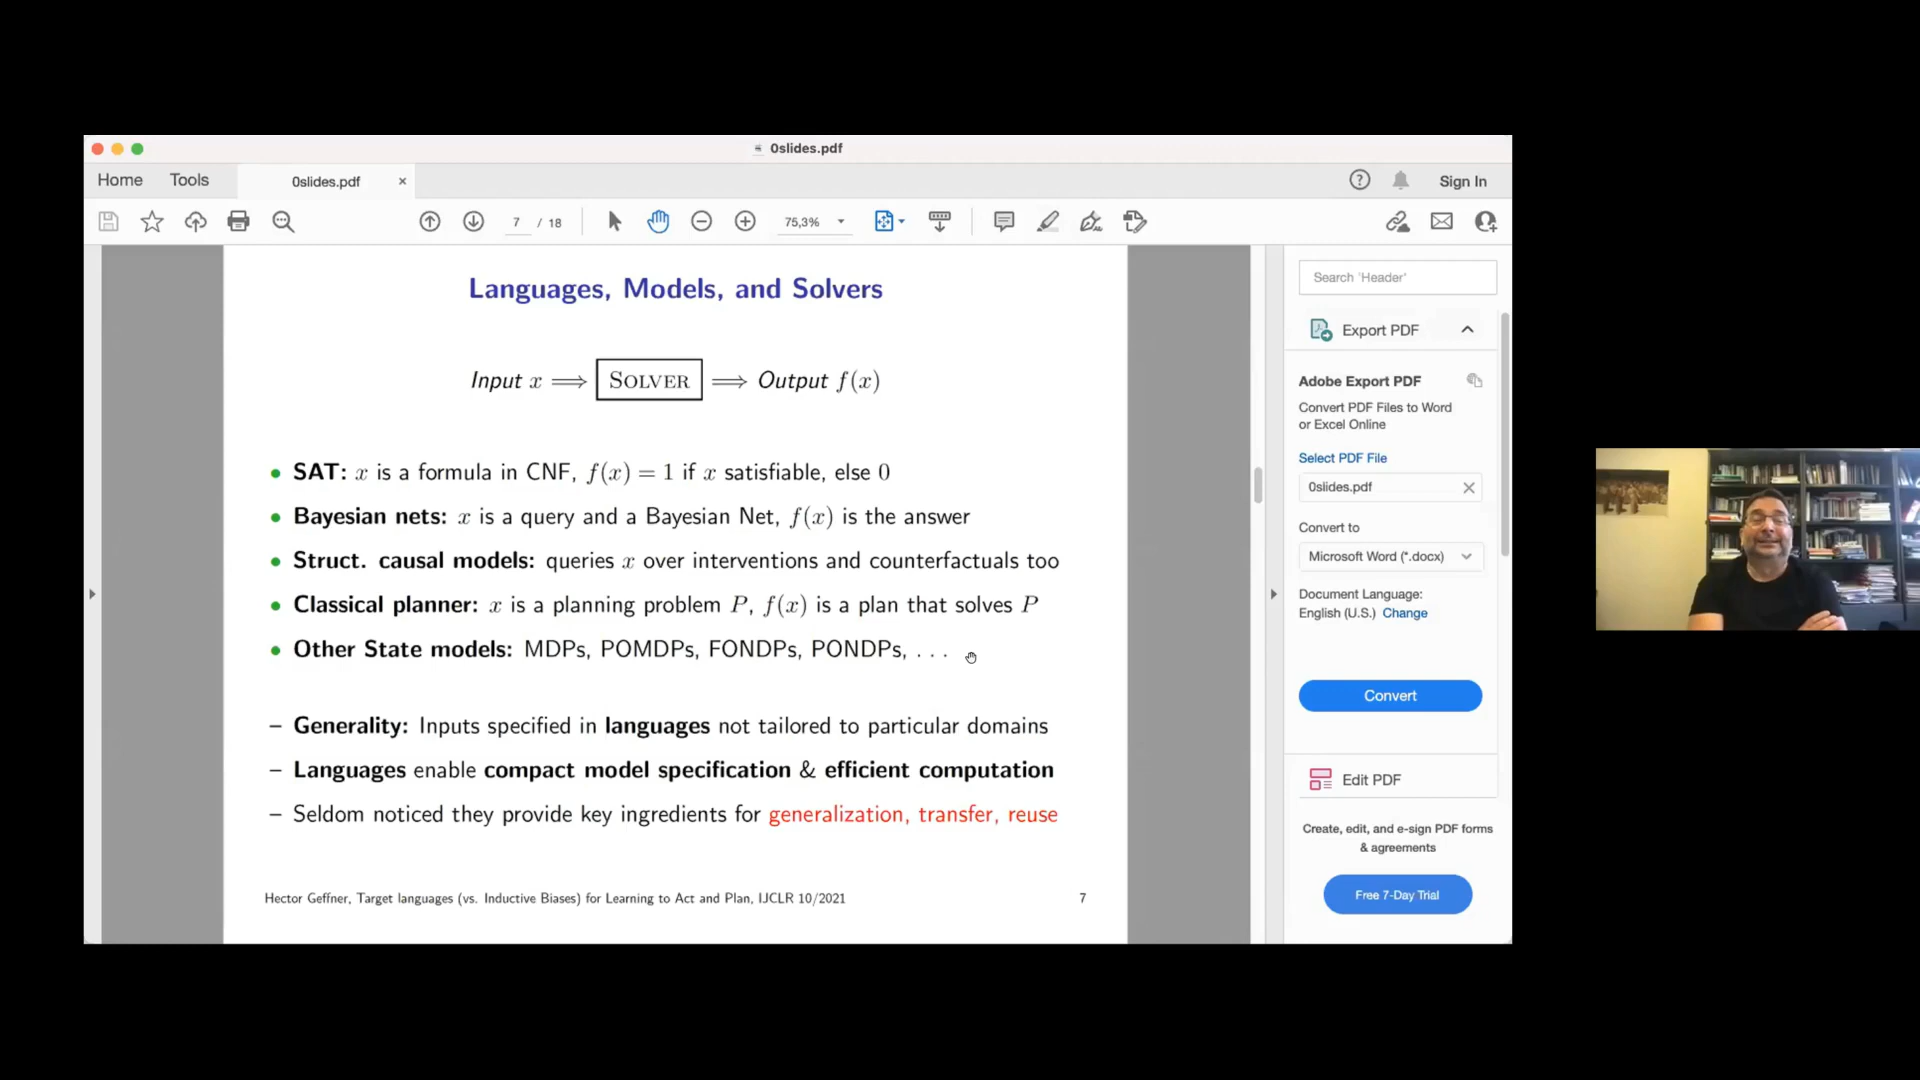 0slides.pdf
Home Tools 0slides.pdf × Sign In
7 / 18 75,3%
Languages, Models, and Solvers
Input x ⟹ SOLVER ⟹ Output f(x)
• SAT: x is a formula in CNF, f(x) = 1 if x satisfiable, else 0
• Bayesian nets: x is a query and a Bayesian Net, f(x) is the answer
• Struct. causal models: queries x over interventions and counterfactuals too
• Classical planner: x is a planning problem P, f(x) is a plan that solves P
• Other State models: MDPs, POMDPs, FONDPs, PONDPs, . . .
– Generality: Inputs specified in languages not tailored to particular domains
– Languages enable compact model specification & efficient computation
– Seldom noticed they provide key ingredients for generalization, transfer, reuse
Hector Geffner, Target languages (vs. Inductive Biases) for Learning to Act and Plan, IJCLR 10/2021 7
Search 'Header'
Export PDF
Adobe Export PDF
Convert PDF Files to Word
or Excel Online
Select PDF File
0slides.pdf
Convert to
Microsoft Word (*.docx)
Document Language:
English (U.S.) Change
Convert
Edit PDF
Create, edit, and e-sign PDF forms
& agreements
Free 7-Day Trial